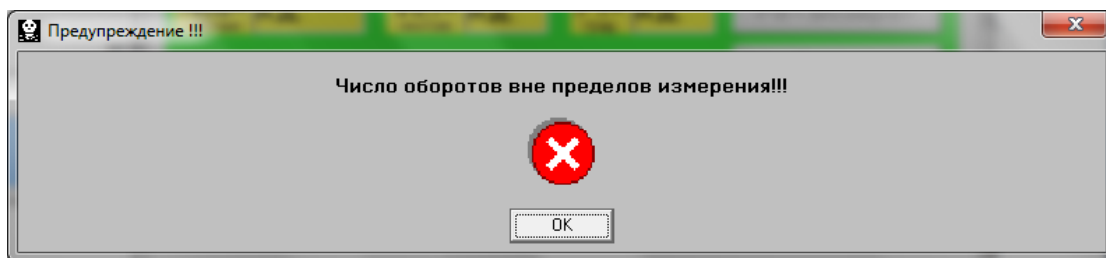 Предупреждение !!!
Число оборотов вне пределов измерения!!!
OK